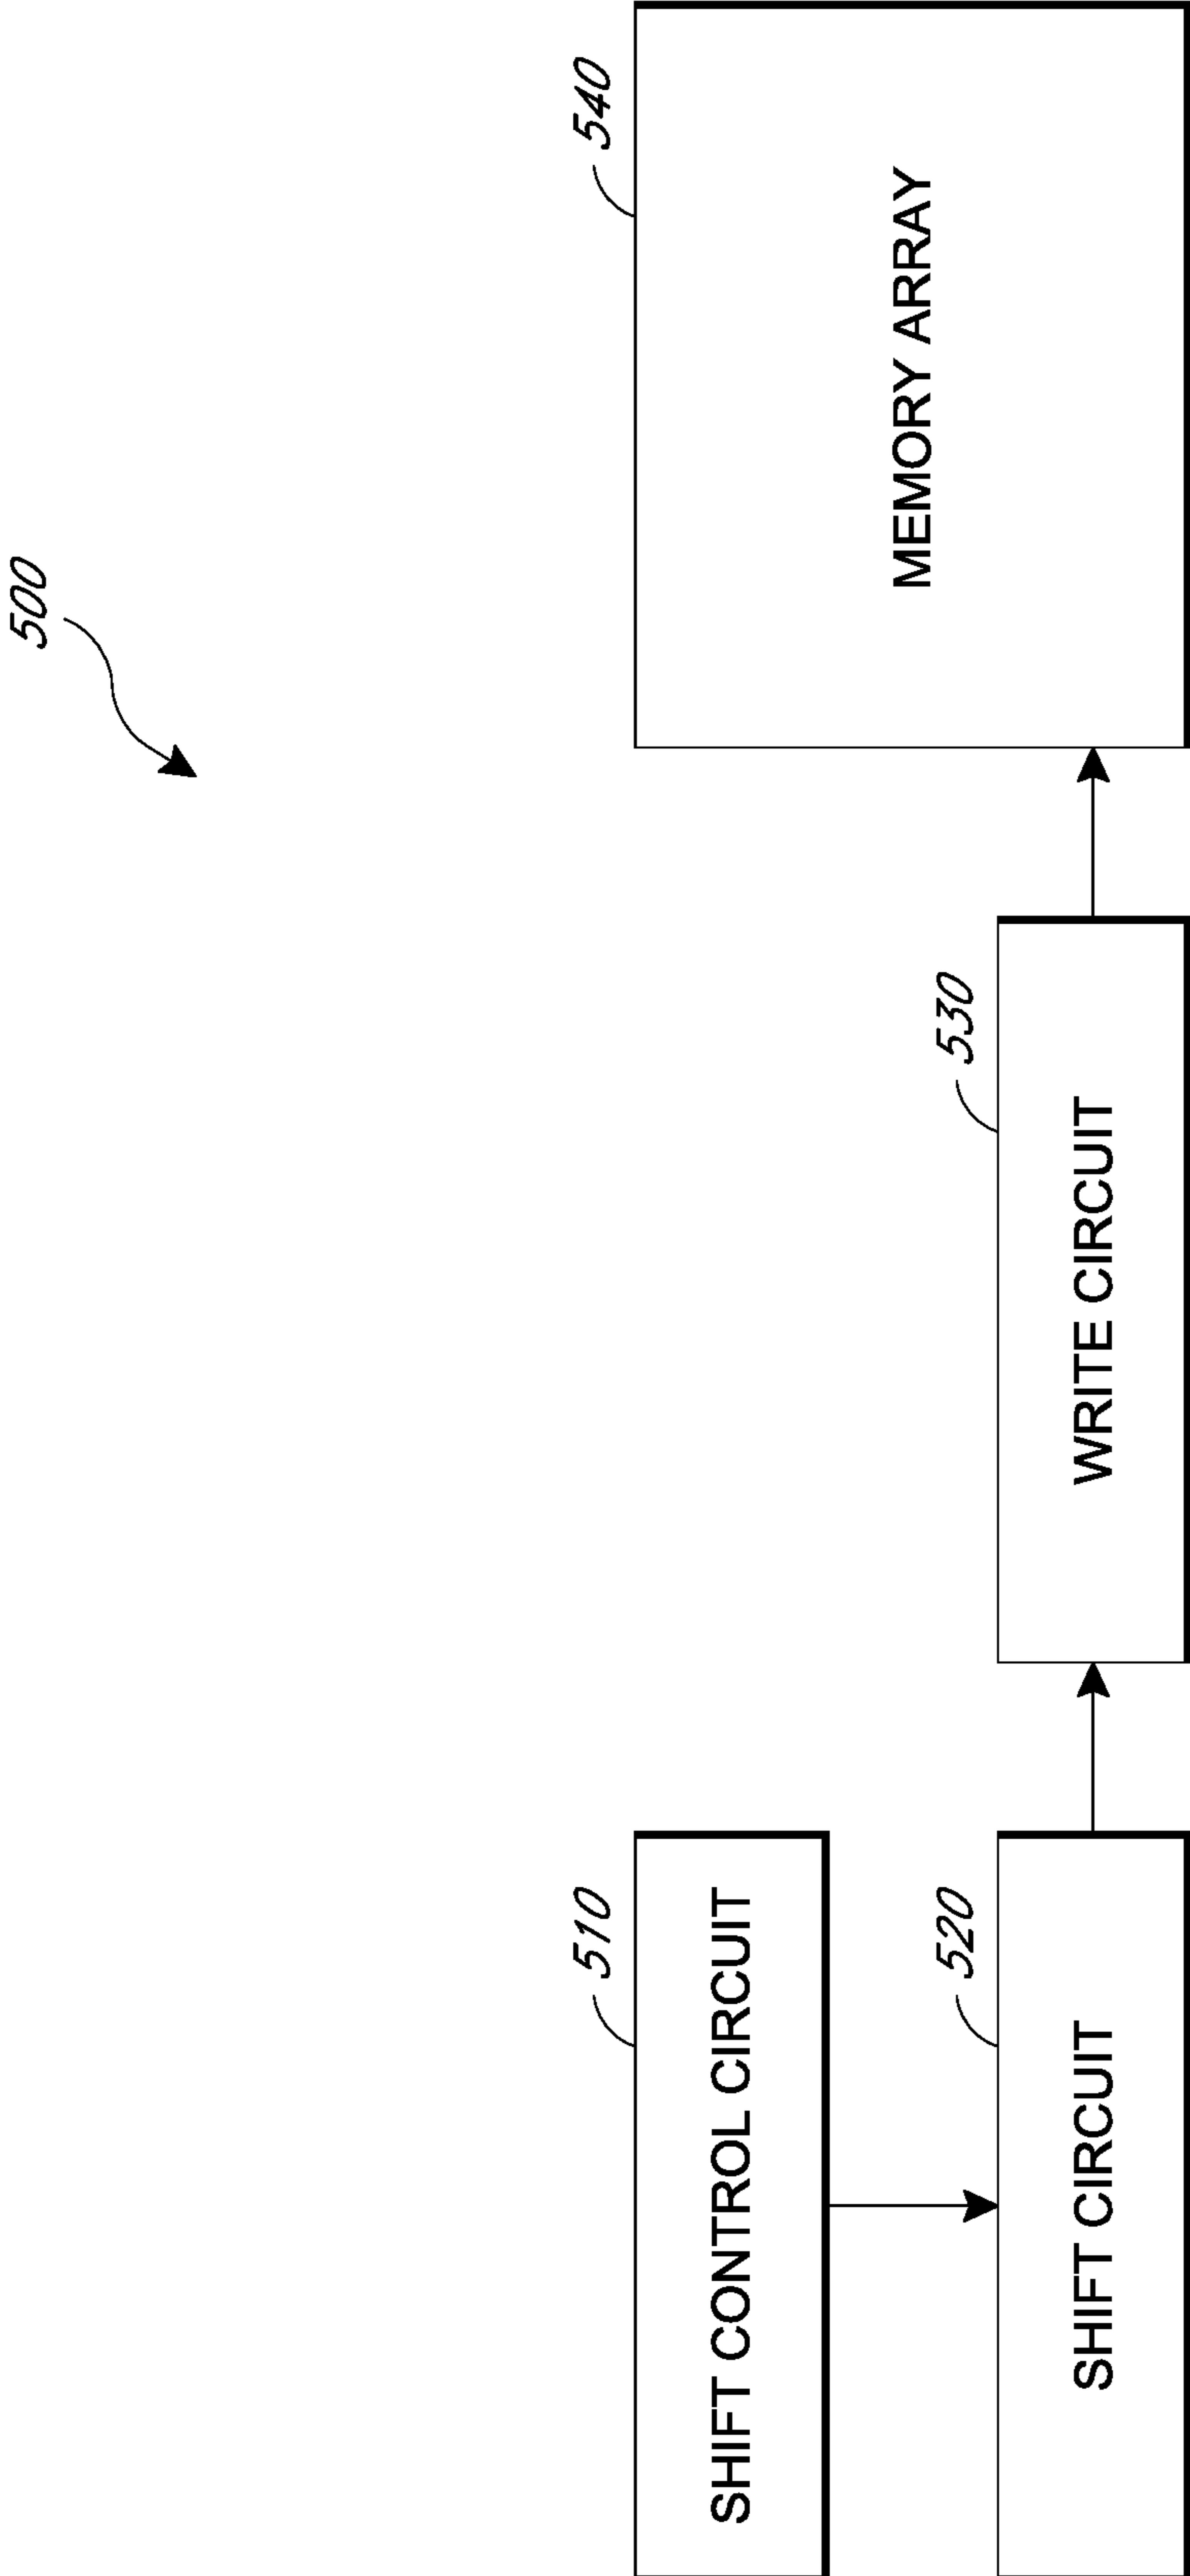 500
510
SHIFT CONTROL CIRCUIT
520
SHIFT CIRCUIT
530
WRITE CIRCUIT
540
MEMORY ARRAY